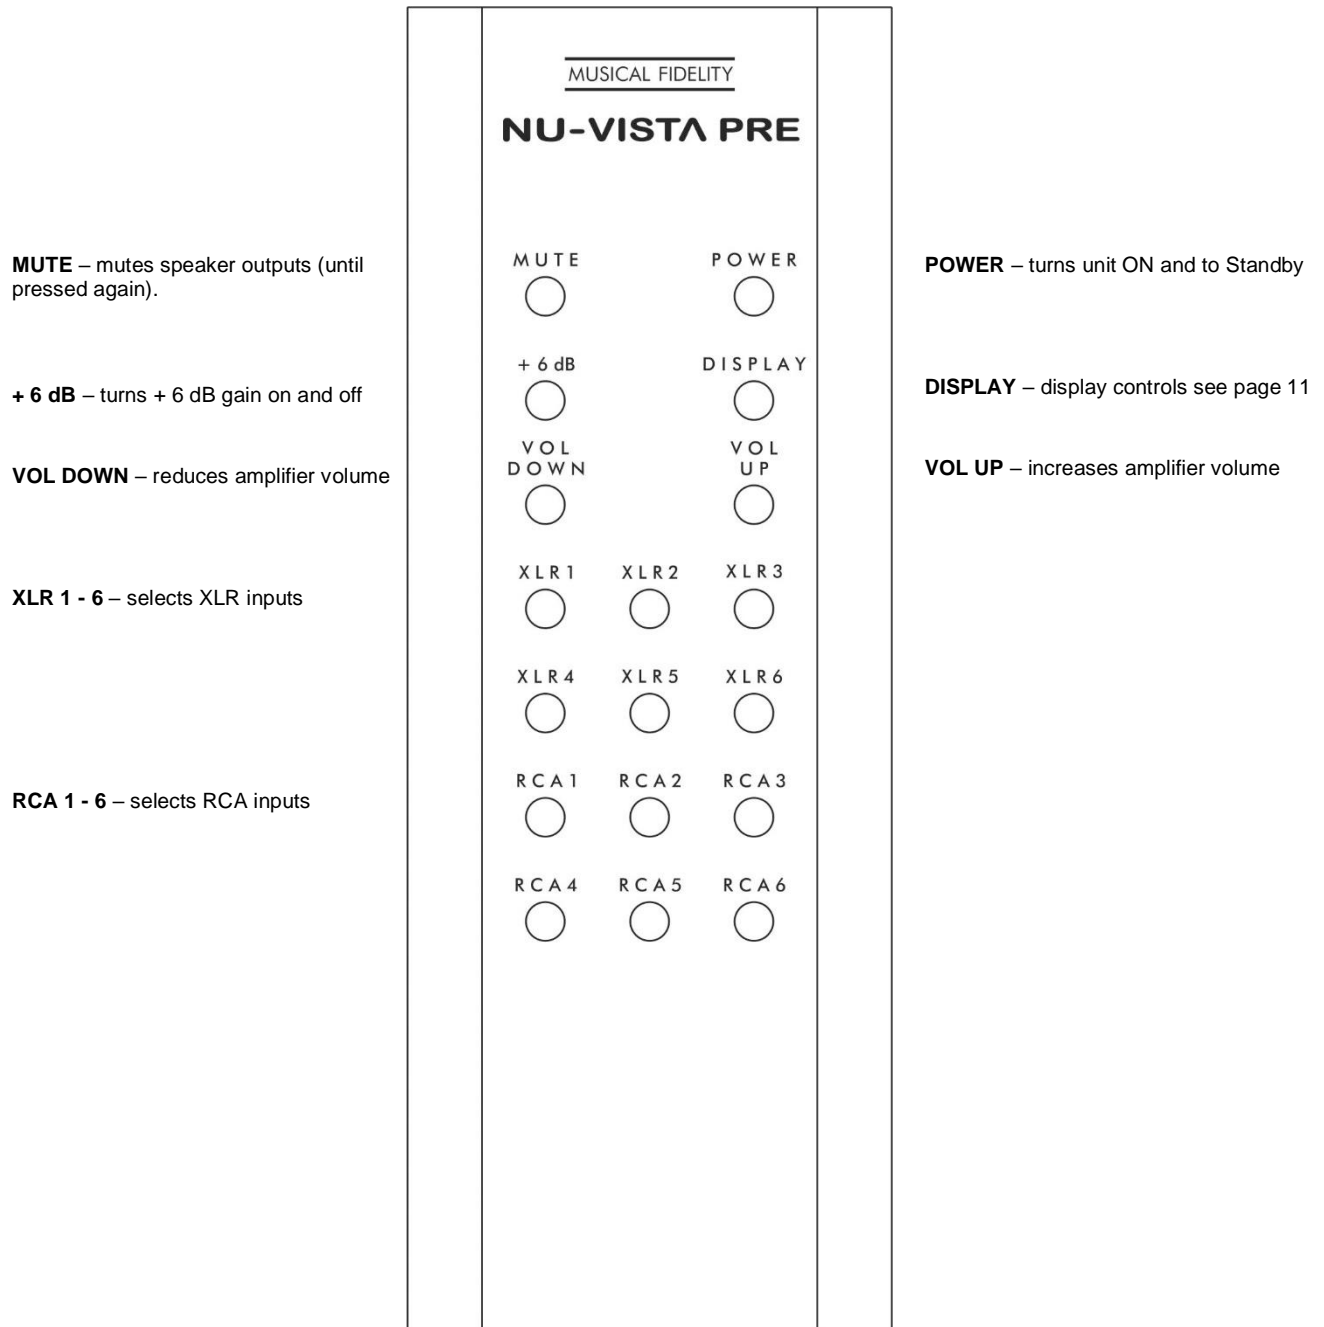 MUSICAL FIDELITY
NU-VISTA PRE
MUTE – mutes speaker outputs (until
pressed again).
MUTE
POWER
POWER – turns unit ON and to Standby
+ 6 dB – turns + 6 dB gain on and off
+ 6 dB
DISPLAY
DISPLAY – display controls see page 11
VOL DOWN – reduces amplifier volume
VOL
DOWN
VOL
UP
VOL UP – increases amplifier volume
XLR 1 - 6 – selects XLR inputs
XLR1 XLR2 XLR3
XLR4 XLR5 XLR6
RCA 1 - 6 – selects RCA inputs
RCA1 RCA2 RCA3
RCA4 RCA5 RCA6